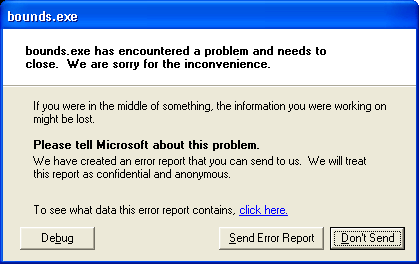 bounds.exe
bounds.exe has encountered a problem and needs to
close.  We are sorry for the inconvenience.
If you were in the middle of something, the information you were working on
might be lost.
Please tell Microsoft about this problem.
We have created an error report that you can send to us.  We will treat
this report as confidential and anonymous.
To see what data this error report contains, click here.
Debug
Send Error Report
Don't Send